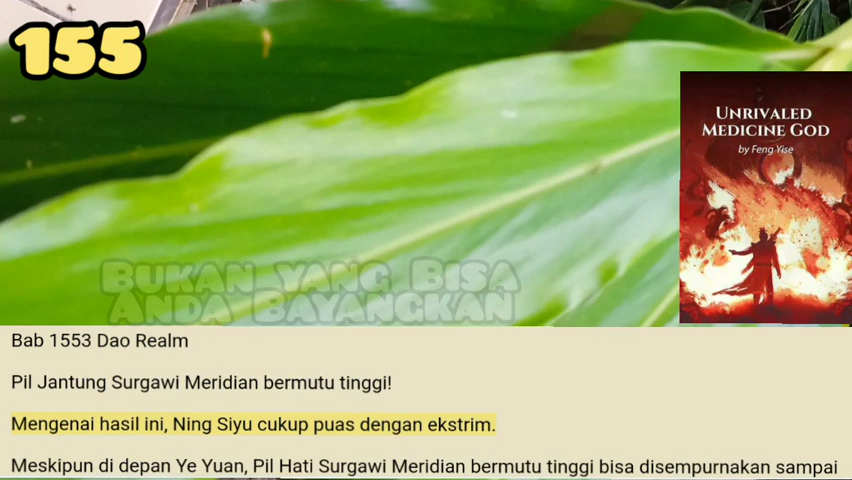 155
UNRIVALED
MEDICINE GOD
by Feng Yise
BUKAN YANG BISA
ANDA BAYANGKAN
Bab 1553 Dao Realm
Pil Jantung Surgawi Meridian bermutu tinggi!
Mengenai hasil ini, Ning Siyu cukup puas dengan ekstrim.
Meskipun di depan Ye Yuan, Pil Hati Surgawi Meridian bermutu tinggi bisa disempurnakan sampai